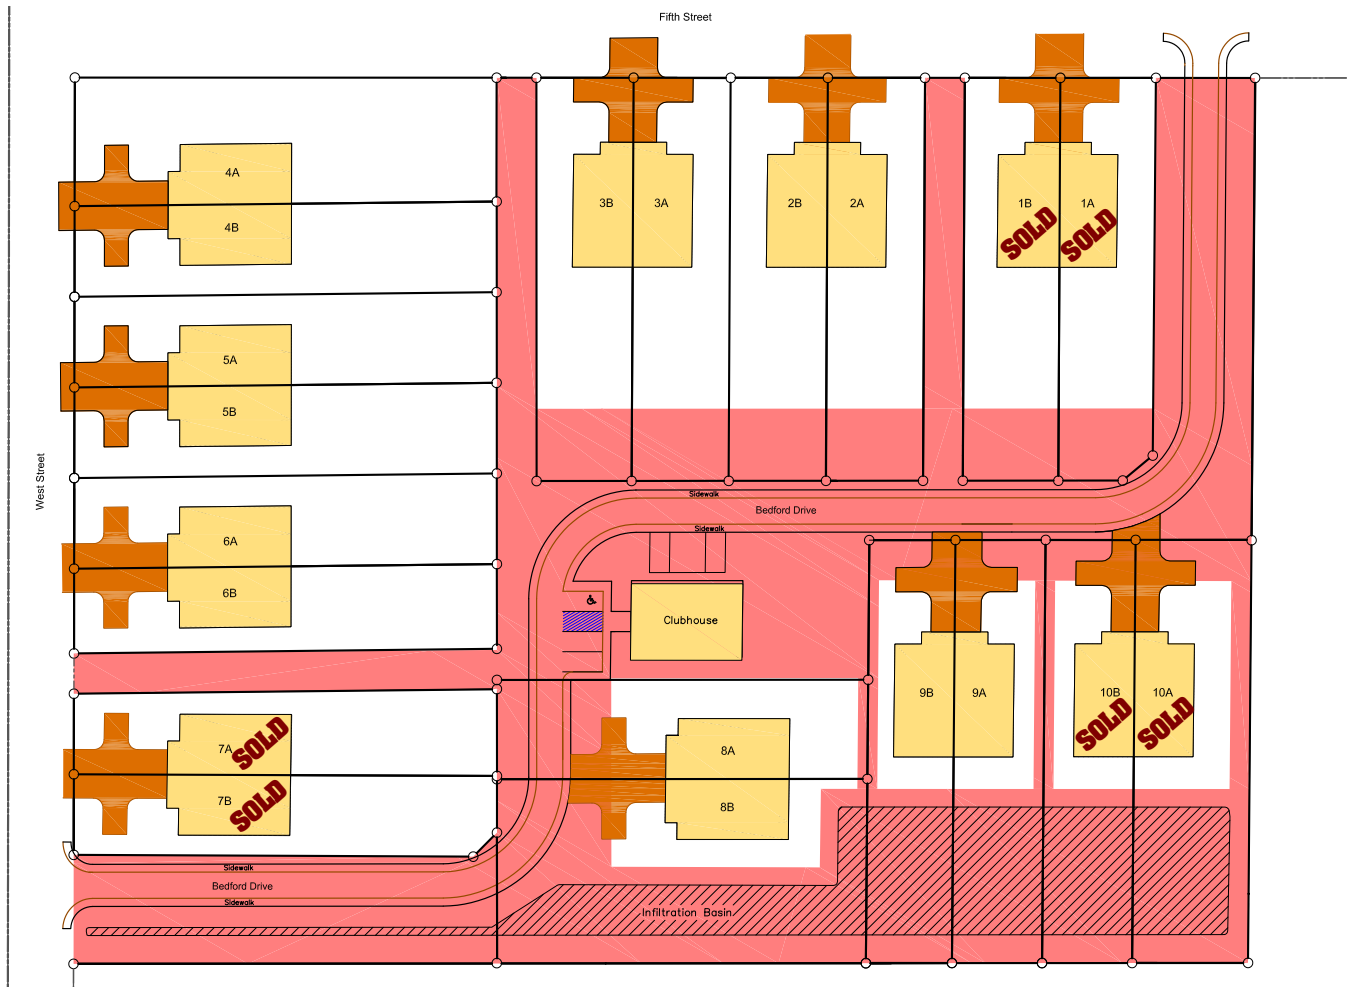 Fifth Street
4A
4B
3B
3A
2B
2A
1B
1A
SOLD
SOLD
5A
5B
West Street
Sidewalk
Bedford Drive
Sidewalk
6A
6B
Clubhouse
9B
9A
10B
10A
SOLD
SOLD
7A
SOLD
7B
SOLD
8A
8B
Sidewalk
Bedford Drive
Sidewalk
Infiltration Basin